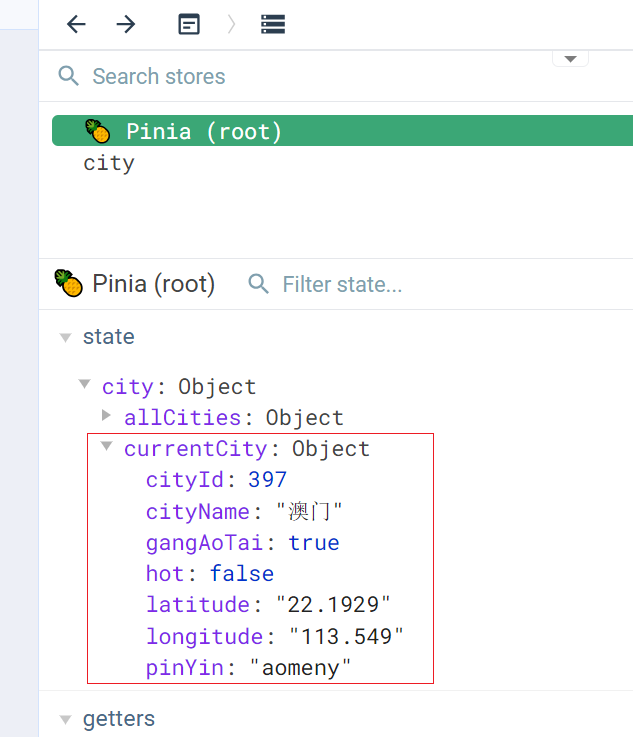 Search stores
Pinia (root)
city
Pinia (root) Filter state...
state
city: Object
allCities: Object
currentCity: Object
cityId: 397
cityName: "澳门"
gangAoTai: true
hot: false
latitude: "22.1929"
longitude: "113.549"
pinYin: "aomeny"
getters